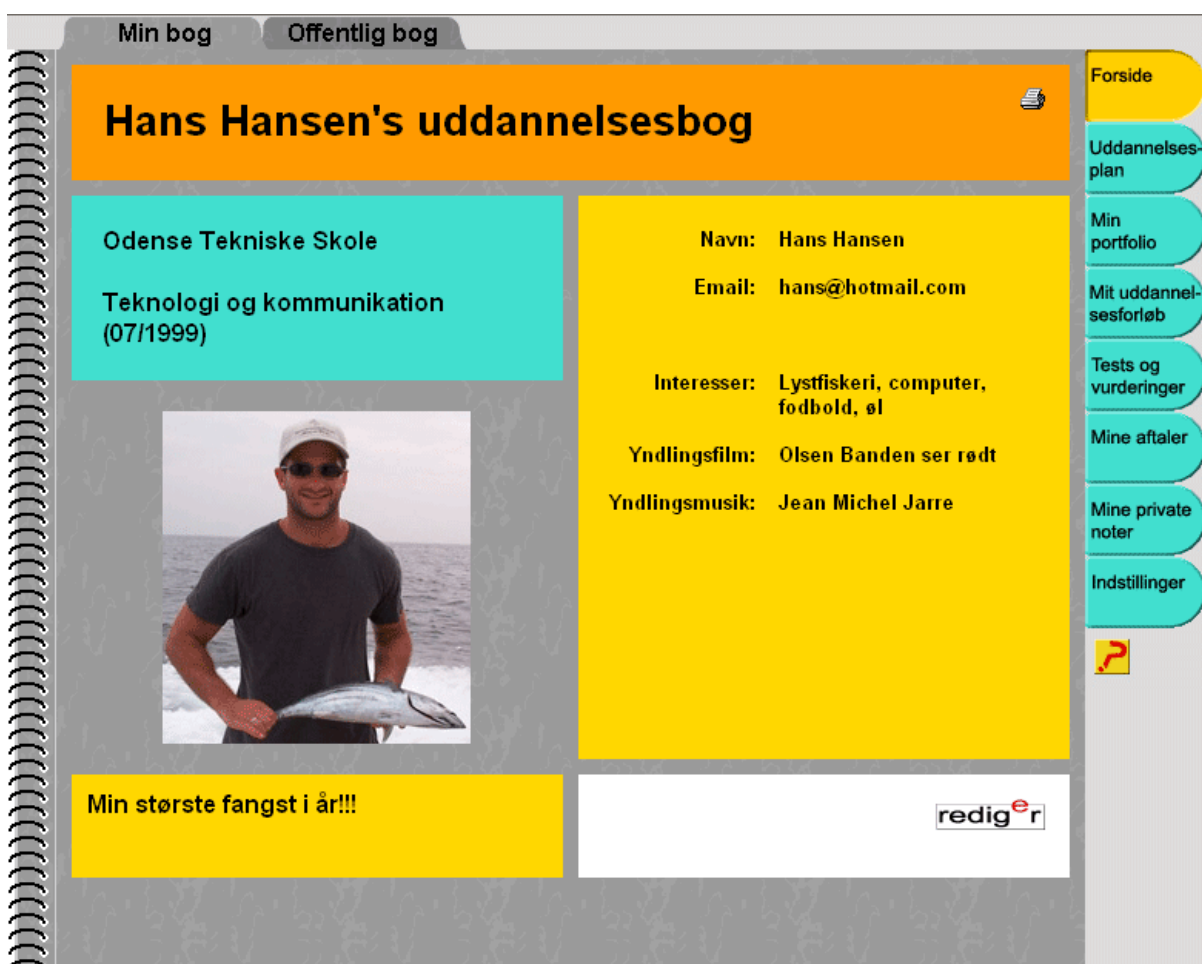 Min bog
Offentlig bog
Hans Hansen's uddannelsesbog
Odense Tekniske Skole
Teknologi og kommunikation
(07/1999)
Min største fangst i år!!!
Navn: Hans Hansen
Email: hans@hotmail.com
Interesser: Lystfiskeri, computer,
fodbold, øl
Yndlingsfilm: Olsen Banden ser rødt
Yndlingsmusik: Jean Michel Jarre
rediger
Forside
Uddannelses-
plan
Min
portfolio
Mit uddannel-
sesforløb
Tests og
vurderinger
Mine aftaler
Mine private
noter
Indstillinger
?